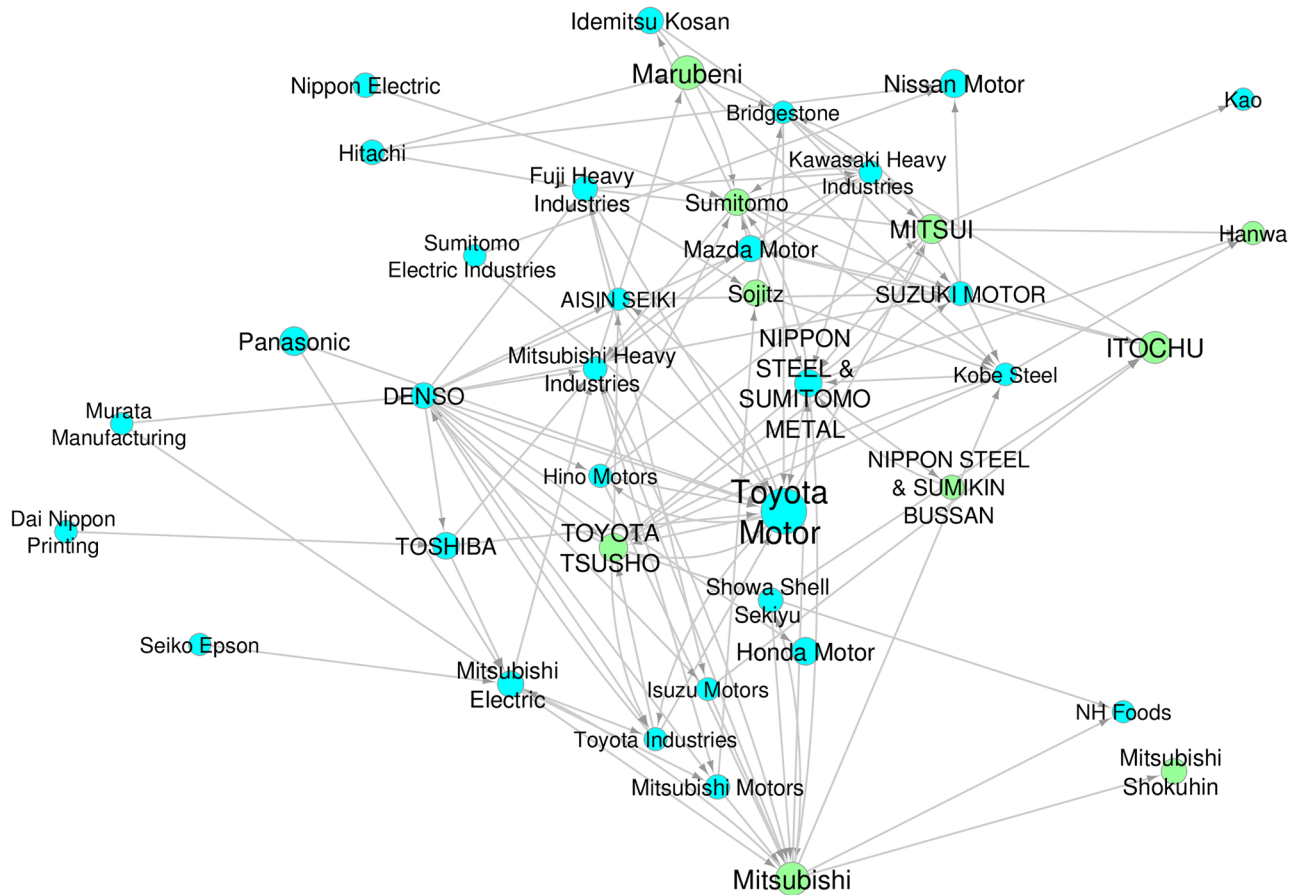 Idemitsu Kosan
Marubeni
Nippon Electric
Nissan Motor
Kao
Bridgestone
Hitachi
Kawasaki Heavy
Industries
Fuji Heavy
Industries
Sumitomo
MITSUI
Hanwa
Sumitomo
Electric Industries
Mazda Motor
AISIN SEIKI
Sojitz
SUZUKI MOTOR
Panasonic
Mitsubishi Heavy
Industries
NIPPON
STEEL &
SUMITOMO
METAL
ITOCHU
Kobe Steel
DENSO
Murata
Manufacturing
Hino Motors
NIPPON STEEL
& SUMIKIN
BUSSAN
Toyota
Motor
Dai Nippon
Printing
TOSHIBA
TOYOTA
TSUSHO
Showa Shell
Sekiyu
Seiko Epson
Honda Motor
Mitsubishi
Electric
Isuzu Motors
NH Foods
Toyota Industries
Mitsubishi
Shokuhin
Mitsubishi Motors
Mitsubishi